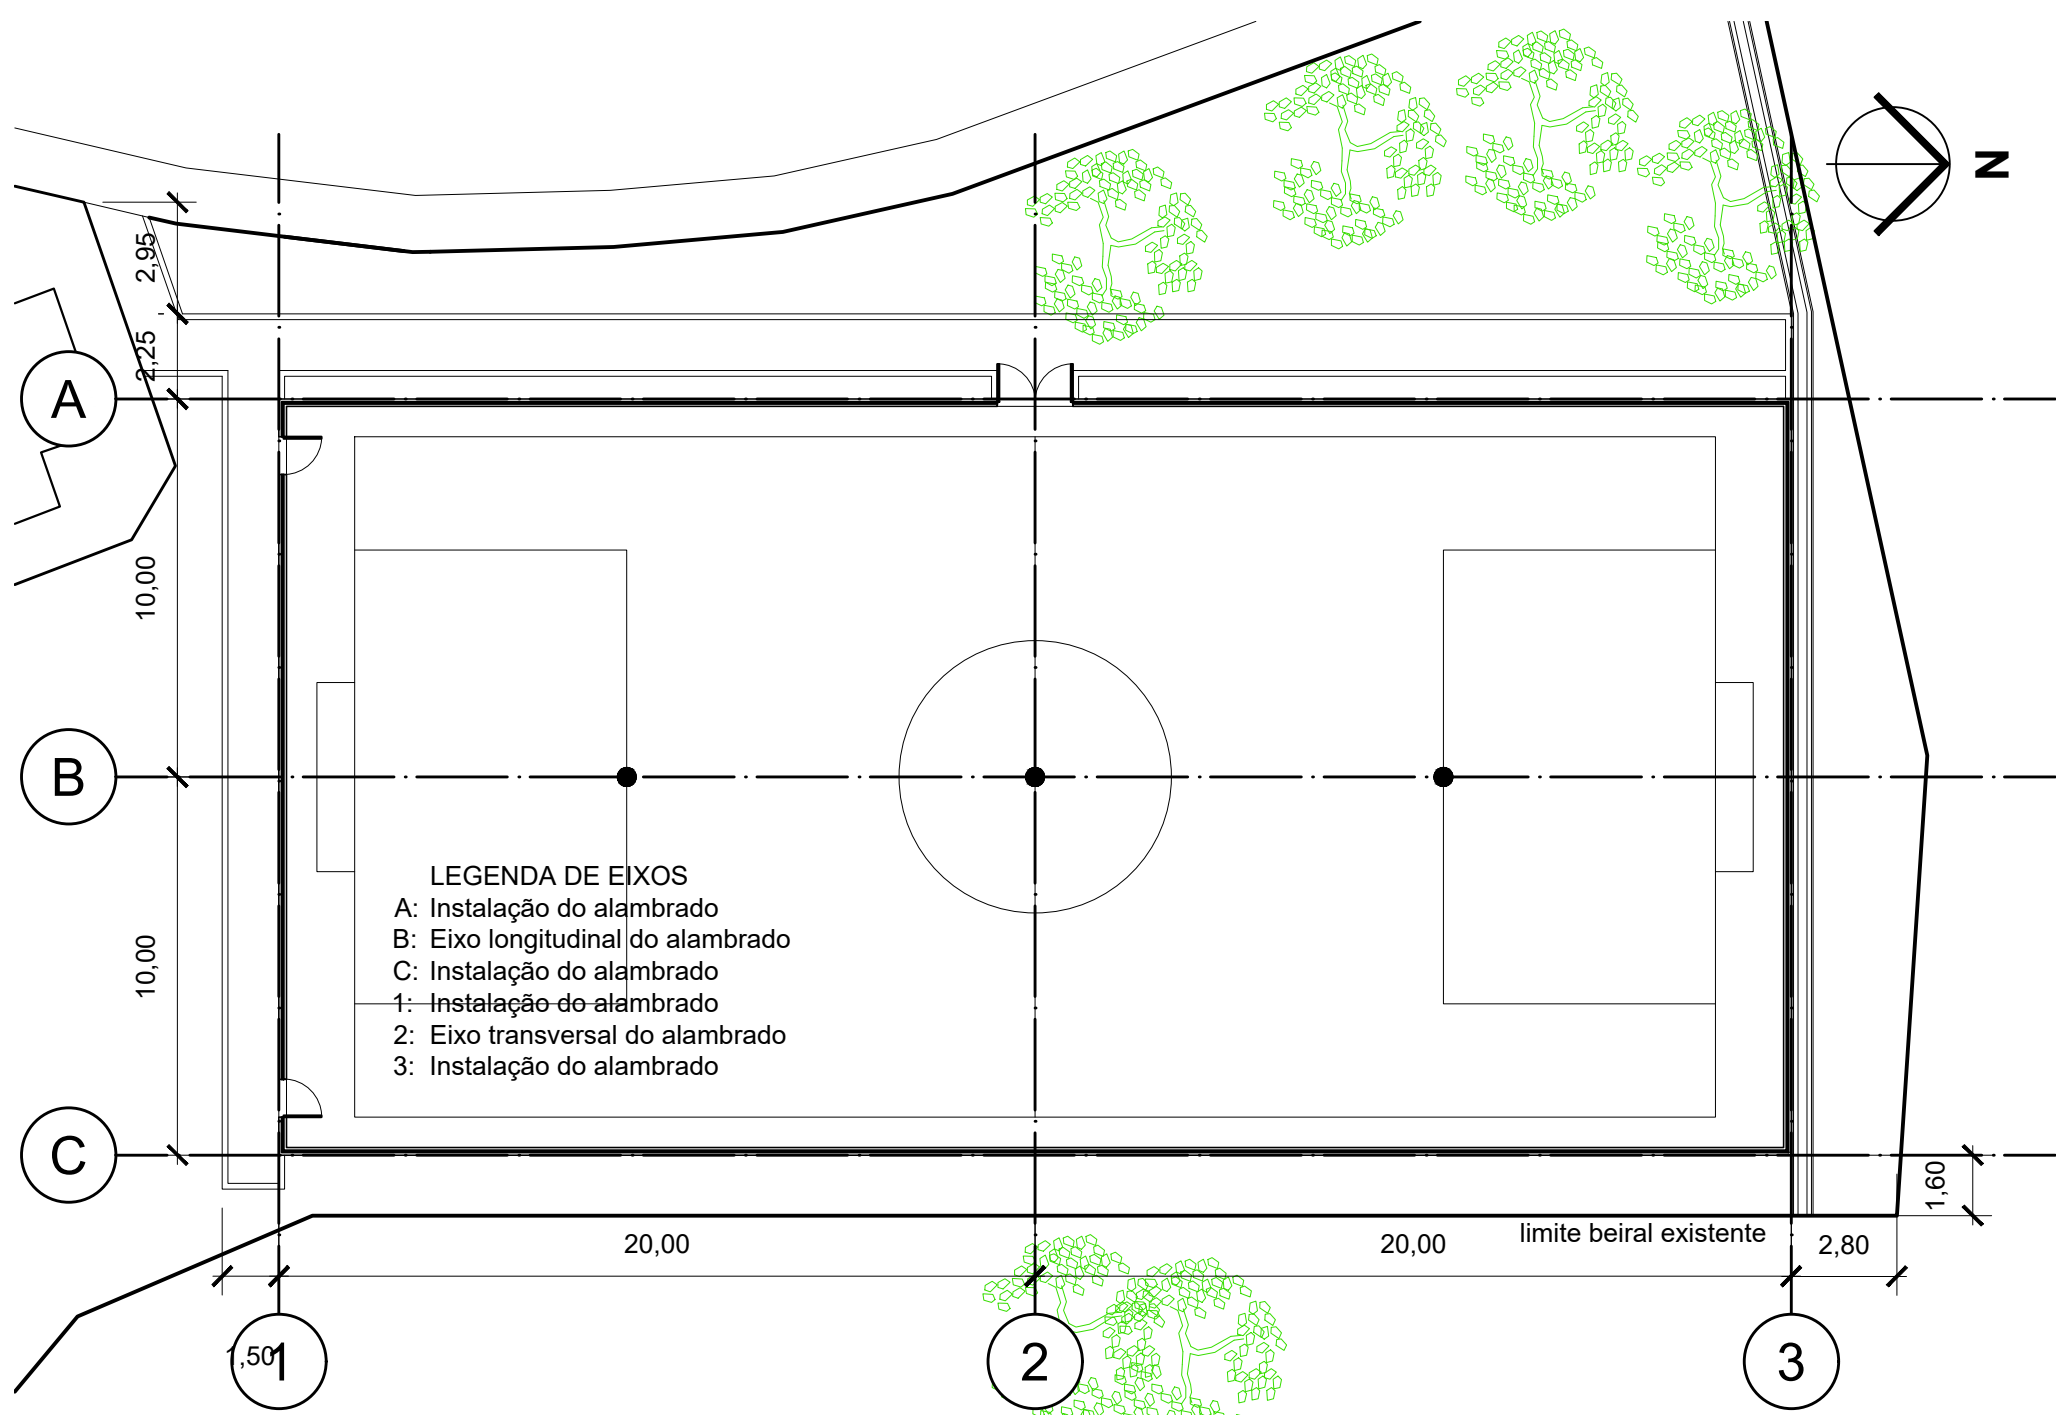 N
2,95
2,25
A
10,00
B
LEGENDA DE EIXOS
A: Instalação do alambrado
B: Eixo longitudinal do alambrado
C: Instalação do alambrado
1: Instalação do alambrado
2: Eixo transversal do alambrado
3: Instalação do alambrado
10,00
C
1,60
limite beiral existente
20,00
20,00
2,80
1,50
1
2
3